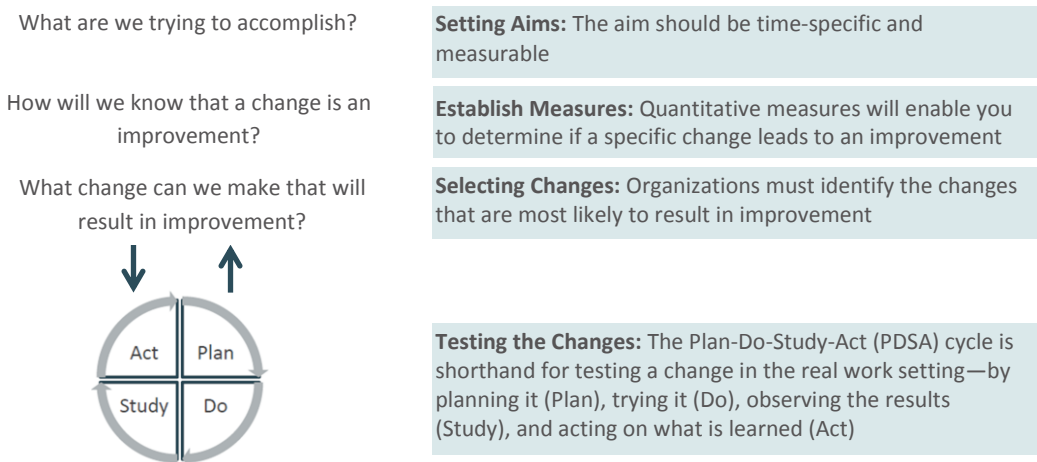 What are we trying to accomplish?
Setting Aims: The aim should be time-specific and
measurable
How will we know that a change is an
improvement?
Establish Measures: Quantitative measures will enable you
to determine if a specific change leads to an improvement
What change can we make that will
result in improvement?
Selecting Changes: Organizations must identify the changes
that are most likely to result in improvement
Act
Plan
Study
Do
Testing the Changes: The Plan-Do-Study-Act (PDSA) cycle is
shorthand for testing a change in the real work setting—by
planning it (Plan), trying it (Do), observing the results
(Study), and acting on what is learned (Act)